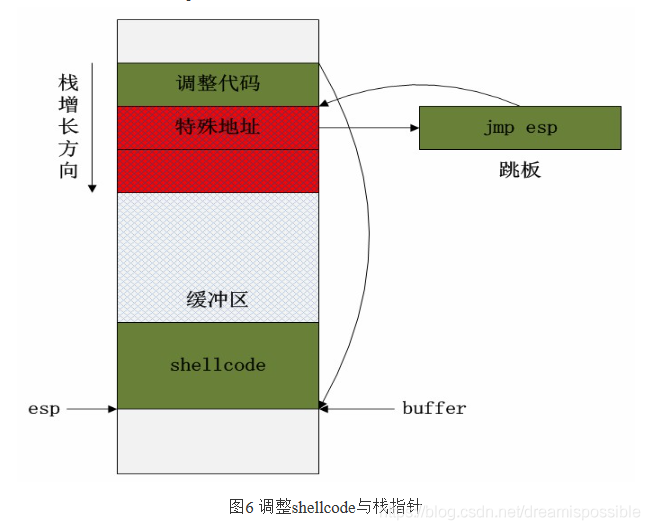 栈增长方向
调整代码
特殊地址
jmp esp
跳板
缓冲区
shellcode
esp
buffer
图6 调整shellcode与栈指针
https://blog.csdn.net/dreamispossible